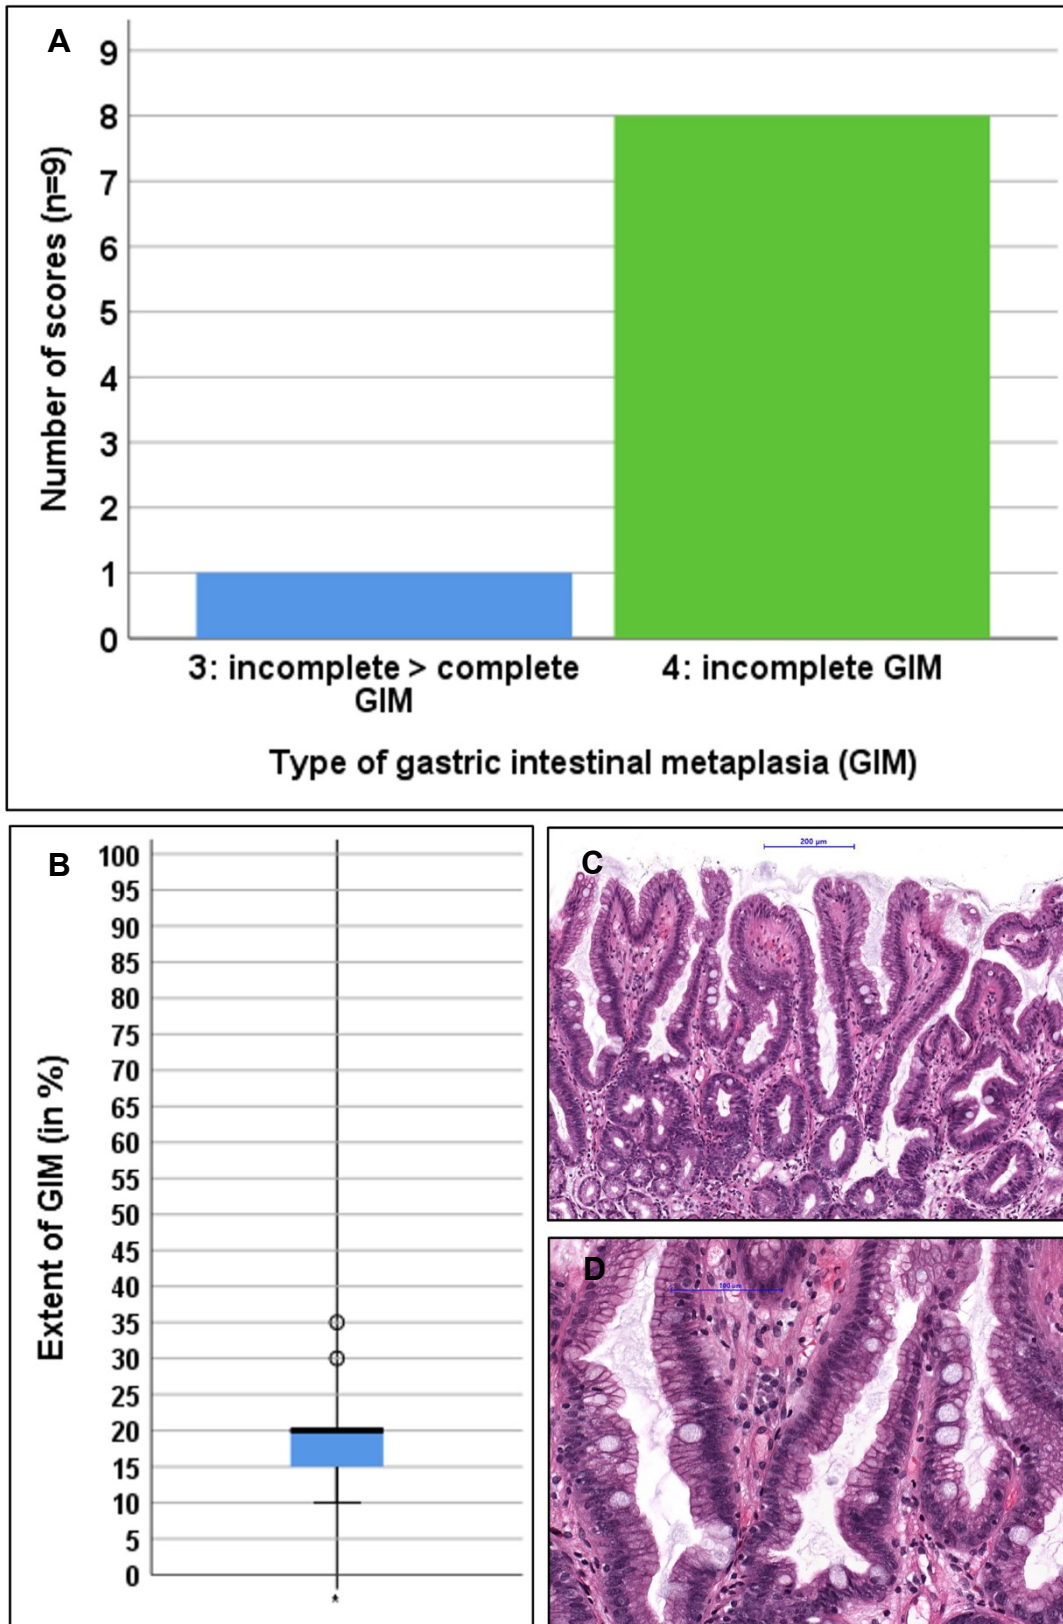 A
9
8
7
6
5
4
3
2
1
0
Number of scores (n=9)
3: incomplete > complete
GIM
4: incomplete GIM
Type of gastric intestinal metaplasia (GIM)
B
100
95
90
85
80
75
70
65
60
55
50
45
40
35
30
25
20
15
10
5
0
Extent of GIM (in %)
*
C
200 µm
D
100 µm